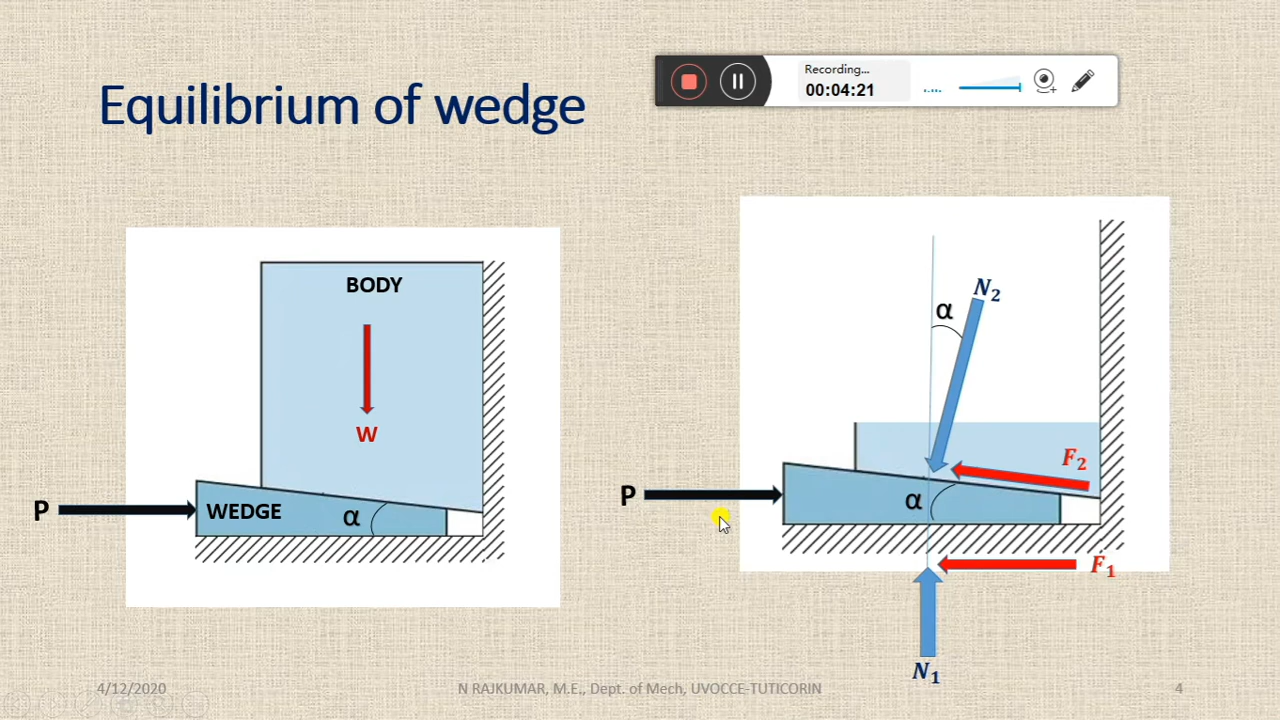 Recording...
00:04:21
Equilibrium of wedge
BODY
W
P
WEDGE
α
N₂
α
F₂
P
α
F₁
N₁
4/12/2020
N RAJKUMAR, M.E., Dept. of Mech, UVOCCE-TUTICORIN
4